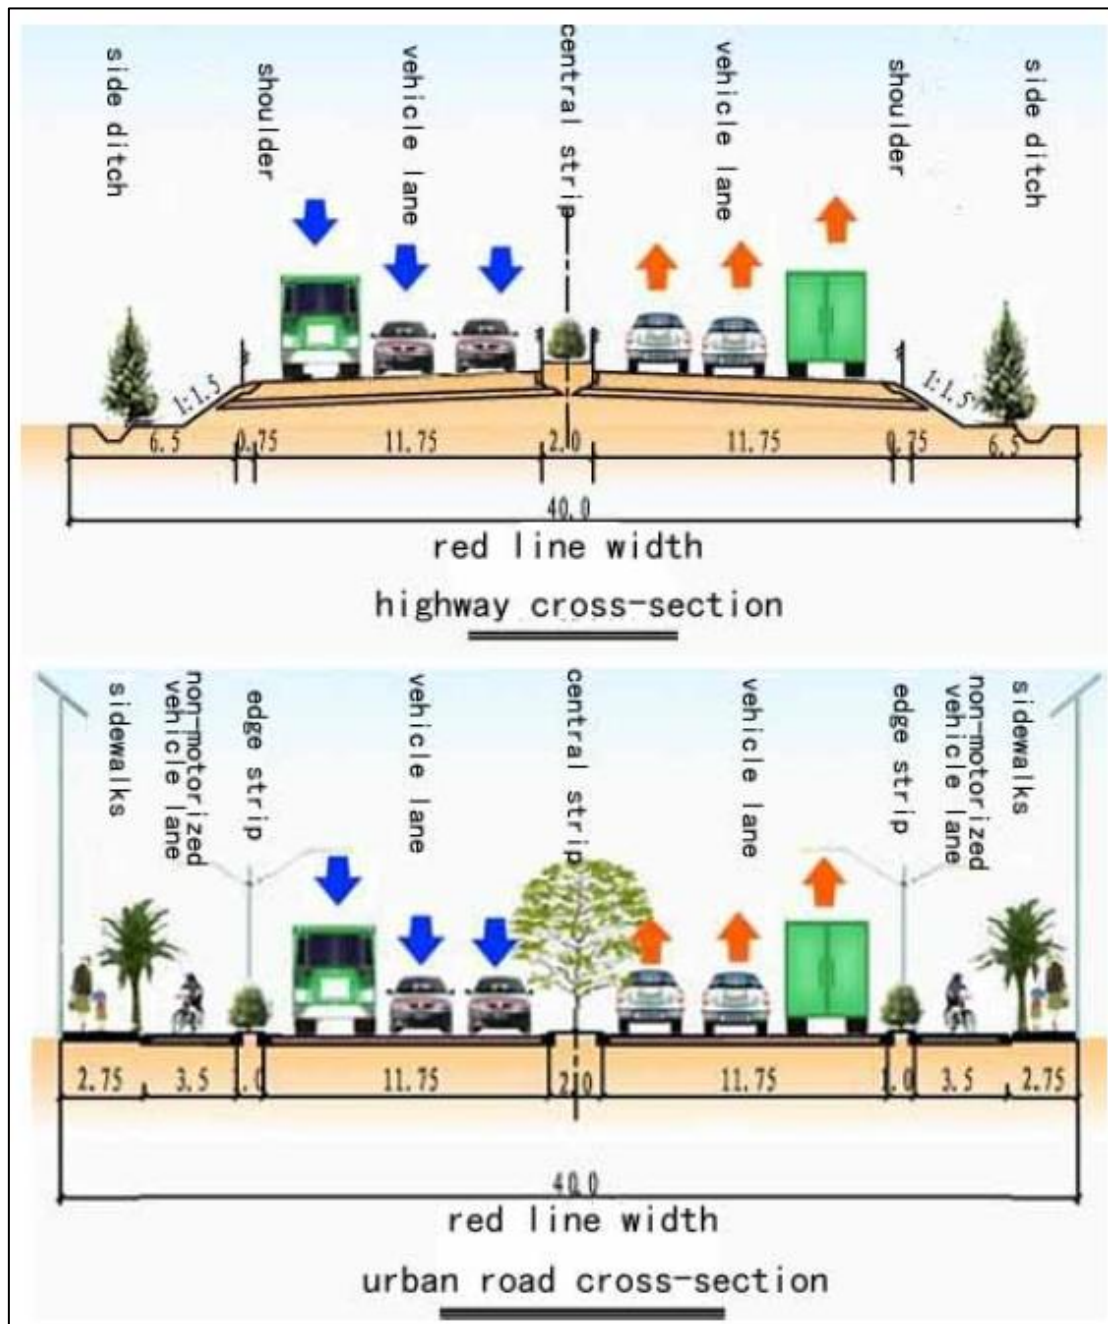 side ditch
shoulder
vehicle lane
central strip
vehicle lane
shoulder
side ditch
1:1.5
1:1.5
6.5
0.75
11.75
2.0
11.75
0.75
6.5
40.0
red line width
highway cross-section
sidewalks
non-motorized
vehicle lane
edge strip
vehicle lane
central strip
vehicle lane
edge strip
non-motorized
vehicle lane
sidewalks
2.75
3.5
1.0
11.75
2.0
11.75
1.0
3.5
2.75
40.0
red line width
urban road cross-section